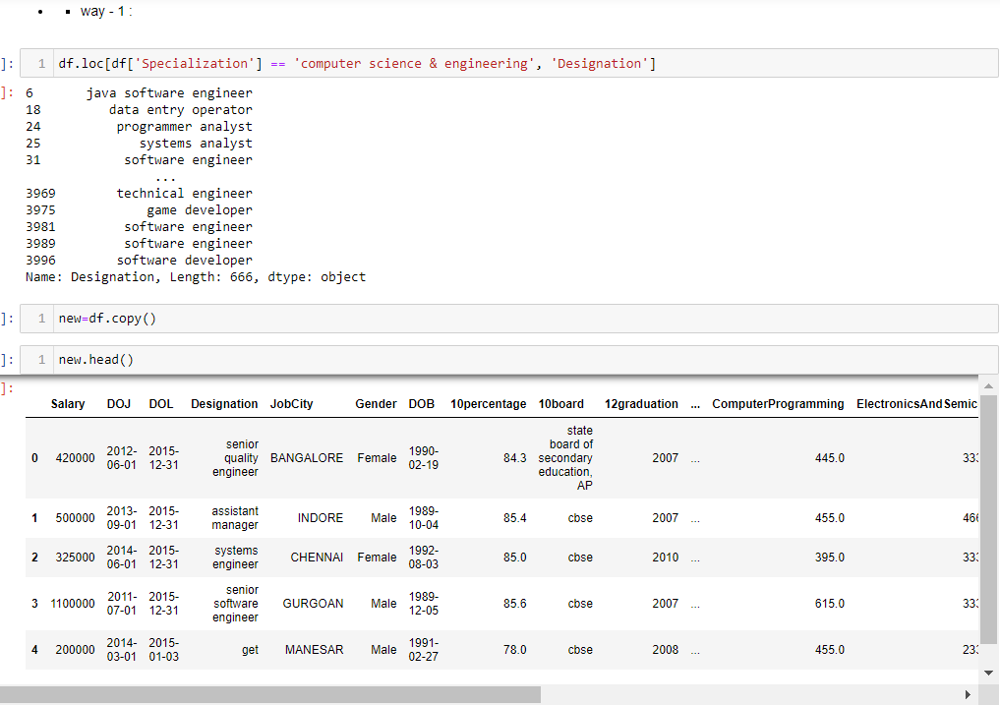 way - 1 :
]: 1 df.loc[df['Specialization'] == 'computer science & engineering', 'Designation']
]: 6 java software engineer
18 data entry operator
24 programmer analyst
25 systems analyst
31 software engineer
...
3969 technical engineer
3975 game developer
3981 software engineer
3989 software engineer
3996 software developer
Name: Designation, Length: 666, dtype: object
]: 1 new=df.copy()
]: 1 new.head()
]:
Salary DOJ DOL Designation JobCity Gender DOB 10percentage 10board 12graduation ... ComputerProgramming ElectronicsAndSemic
0 420000 2012-06-01 2015-12-31 senior quality engineer BANGALORE Female 1990-02-19 84.3 state board of secondary education, AP 2007 ... 445.0 333
1 500000 2013-09-01 2015-12-31 assistant manager INDORE Male 1989-10-04 85.4 cbse 2007 ... 455.0 466
2 325000 2014-06-01 2015-12-31 systems engineer CHENNAI Female 1992-08-03 85.0 cbse 2010 ... 395.0 333
3 1100000 2011-07-01 2015-12-31 senior software engineer GURGOAN Male 1989-12-05 85.6 cbse 2007 ... 615.0 333
4 200000 2014-03-01 2015-01-03 get MANESAR Male 1991-02-27 78.0 cbse 2008 ... 455.0 233